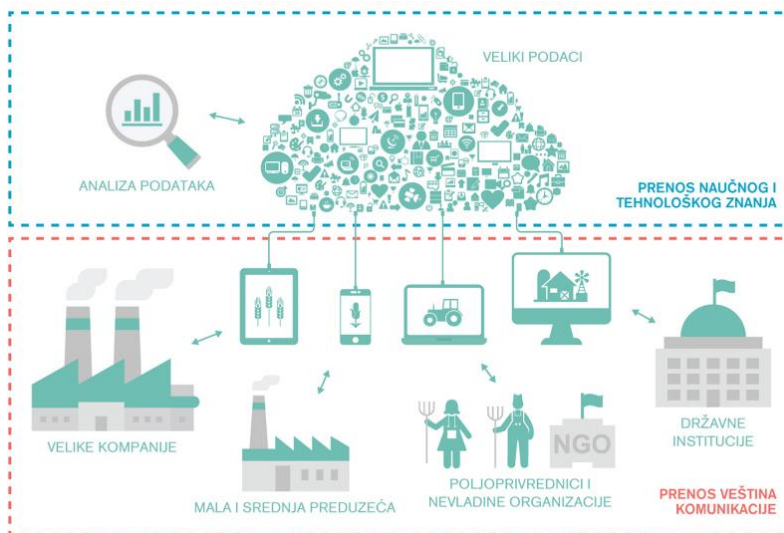 VELIKI PODACI
ANALIZA PODATAKA
PRENOS NAUČNOG I
TEHNOLOŠKOG ZNANJA
VELIKE KOMPANIJE
MALA I SREDNJA PREDUZEĆA
NGO
POLJOPRIVREDNICI I
NEVLADINE ORGANIZACIJE
DRŽAVNE
INSTITUCIJE
PRENOS VEŠTINA
KOMUNIKACIJE